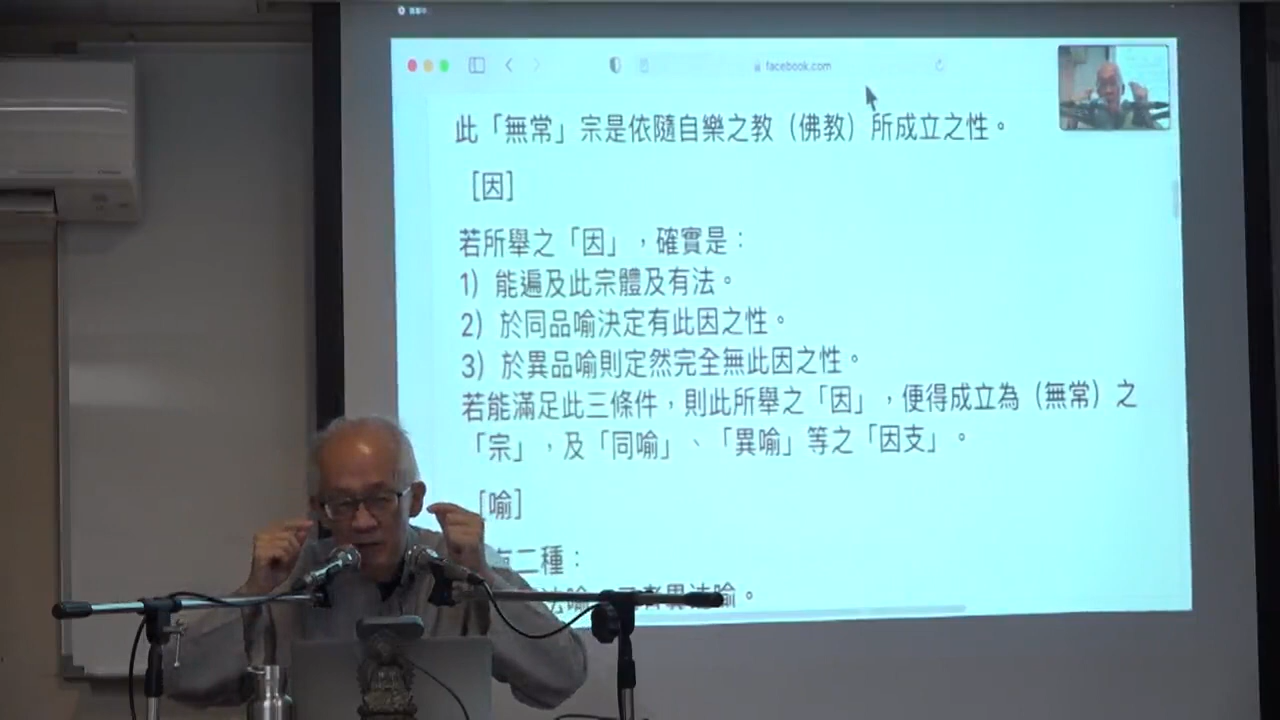 facebook.com
此「無常」宗是依隨自樂之教（佛教）所成立之性。
［因］
若所舉之「因」，確實是：
1）能遍及此宗體及有法。
2）於同品喻決定有此因之性。
3）於異品喻則定然完全無此因之性。
若能滿足此三條件，則此所舉之「因」，便得成立為（無常）之
「宗」，及「同喻」、「異喻」等之「因支」。
［喻］
二種：
法喻
異法喻。